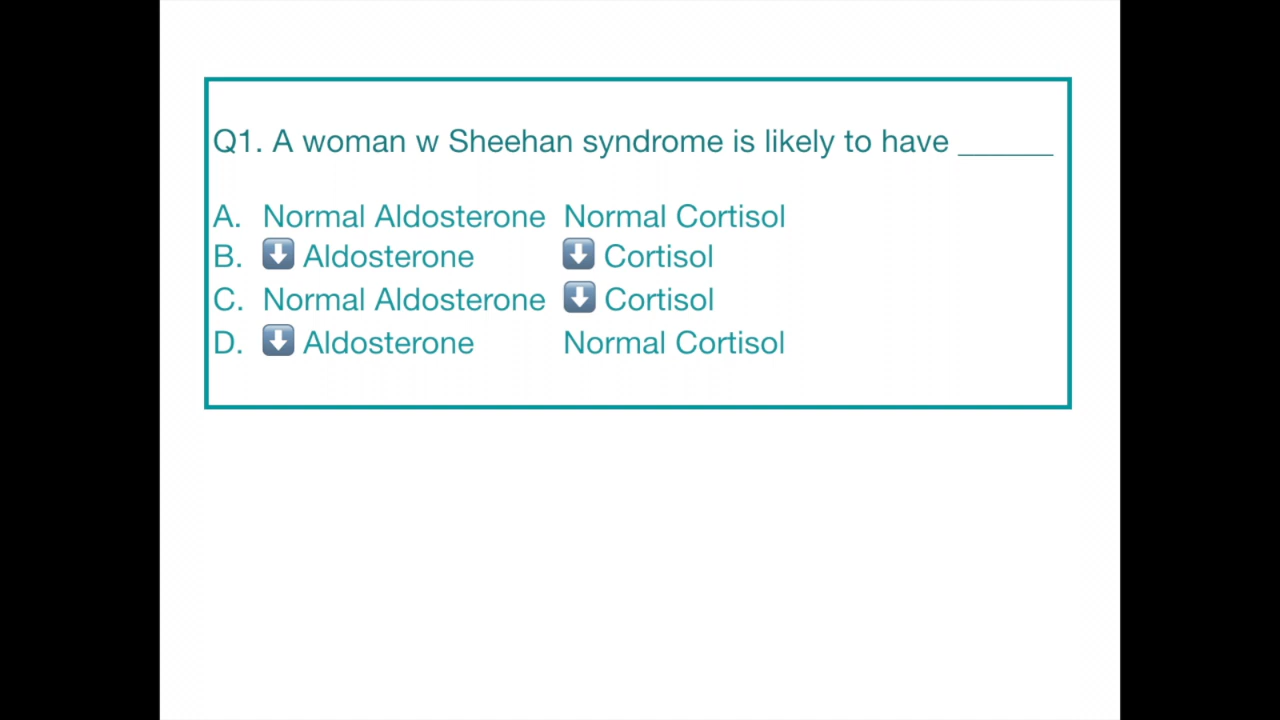 Q1. A woman w Sheehan syndrome is likely to have ______
A. Normal Aldosterone Normal Cortisol
B. ⬇️ Aldosterone ⬇️ Cortisol
C. Normal Aldosterone ⬇️ Cortisol
D. ⬇️ Aldosterone Normal Cortisol